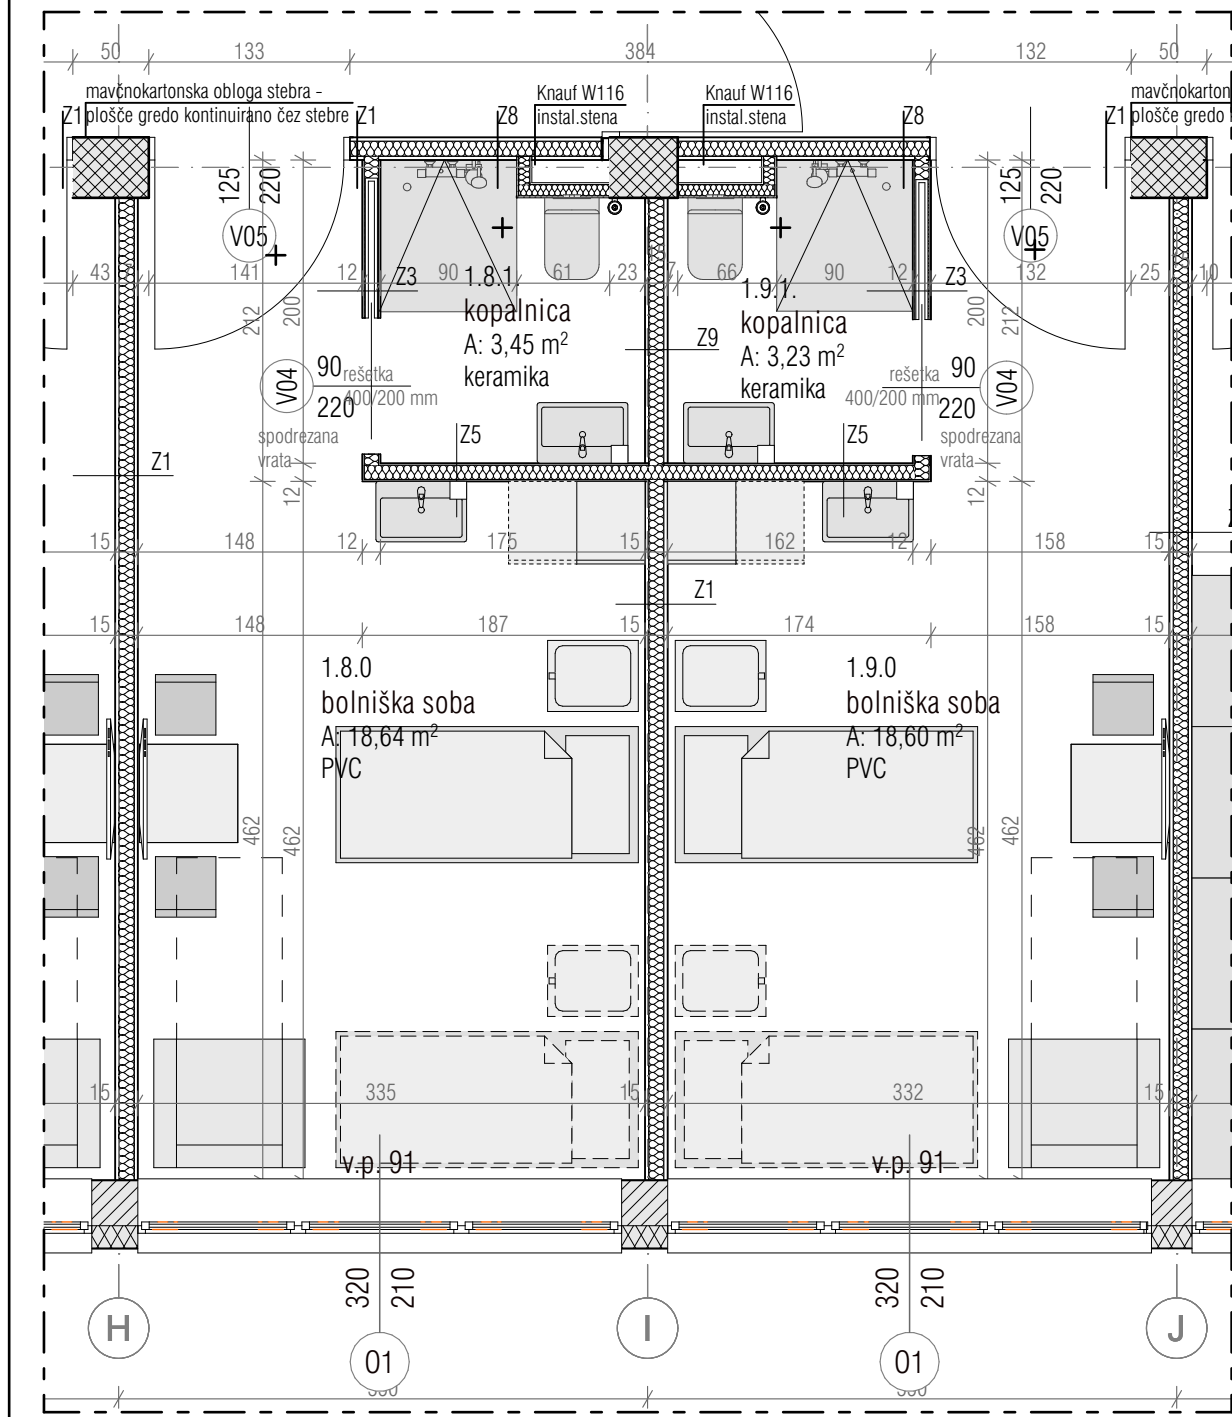 50 133 384 132 50
mavčnokartonska obloga stebra -
plošče gredo kontinuirano čez stebre
Knauf W116
instal.stena
Knauf W116
instal.stena
mavčnokarton
plošče gredo
Z1 Z1 Z8 Z8 Z1
125 220
V05
125 220
V05
43 141 12 90 61 23 7 66 90 12 132 25 10
Z3 Z3
1.8.1.
kopalnica
A: 3,45 m²
keramika
1.9.1.
kopalnica
A: 3,23 m²
keramika
Z9
212 200
200 212
V04
90
220
rešetka
400/200 mm
spodrezana
vrata
rešetka
400/200 mm
90
220
V04
spodrezana
vrata
Z1 Z5 Z5
12 12
15 148 12 175 15 162 12 158 15
Z1
15 148 187 15 174 158 15
1.8.0
bolniška soba
A: 18,64 m²
PVC
1.9.0
bolniška soba
A: 18,60 m²
PVC
462 462 462 462
15 335 15 332 15
v.p. 91 v.p. 91
320 210 320 210
H I J
01 01